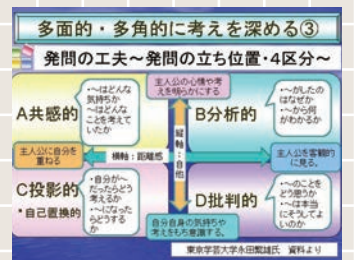 多面的・多角的に考えを深める③
発問の工夫~発問の立ち位置・4区分~
主人公の心情や考えを明らかにする
A共感的
・~はどんな気持ちか
・~はどんなことを考えていたか
B分析的
・~がしたのはなぜか
・~から何がわかるか
主人公に自分を重ねる
横軸:距離感
縦軸:自他
主人公を客観的に見る。
C投影的
・自己置換的
・自分が~だったらどう考えるか
・~になったらどうするか
D批判的
・~のことをどう思うか
・~は本当にそうしてよいのか
自分自身の気持ちや考えをもち意識する。
東京学芸大学永田繁雄氏 資料より